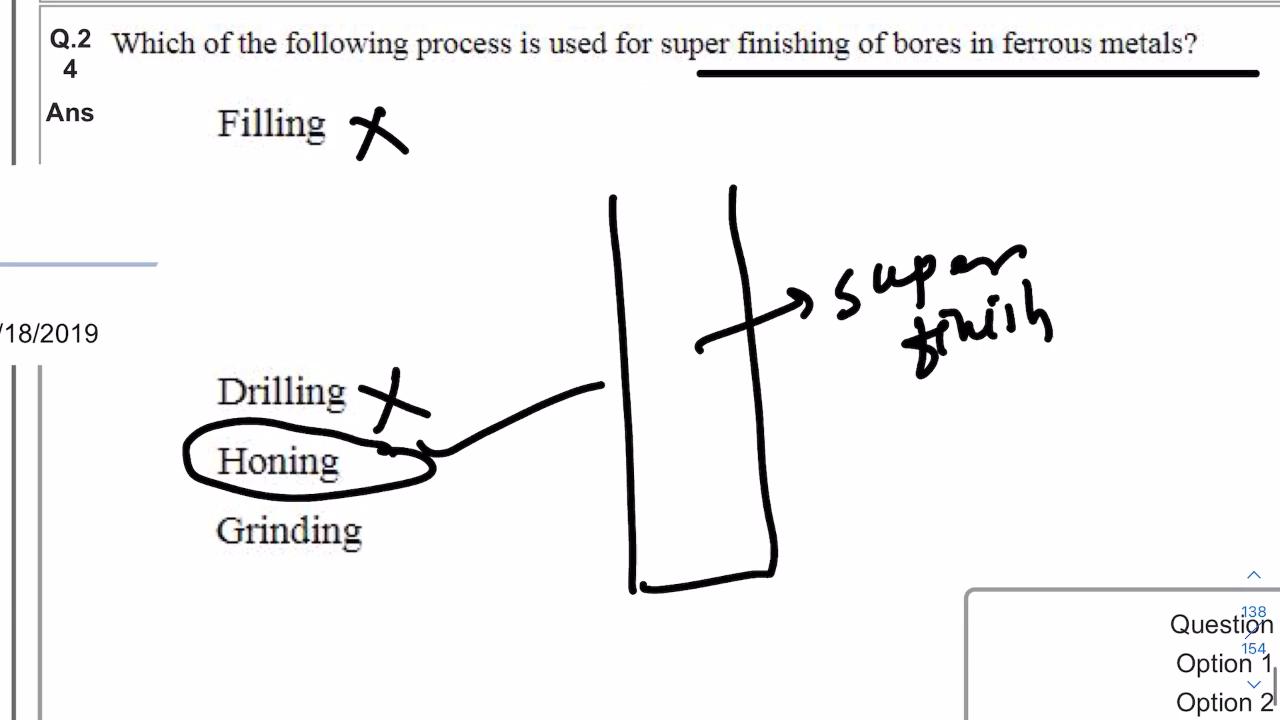 Q.2 Which of the following process is used for super finishing of bores in ferrous metals?
4
Ans
Filling
super
finish
/18/2019
Drilling
Honing
Grinding
138
Question
154
Option 1
Option 2